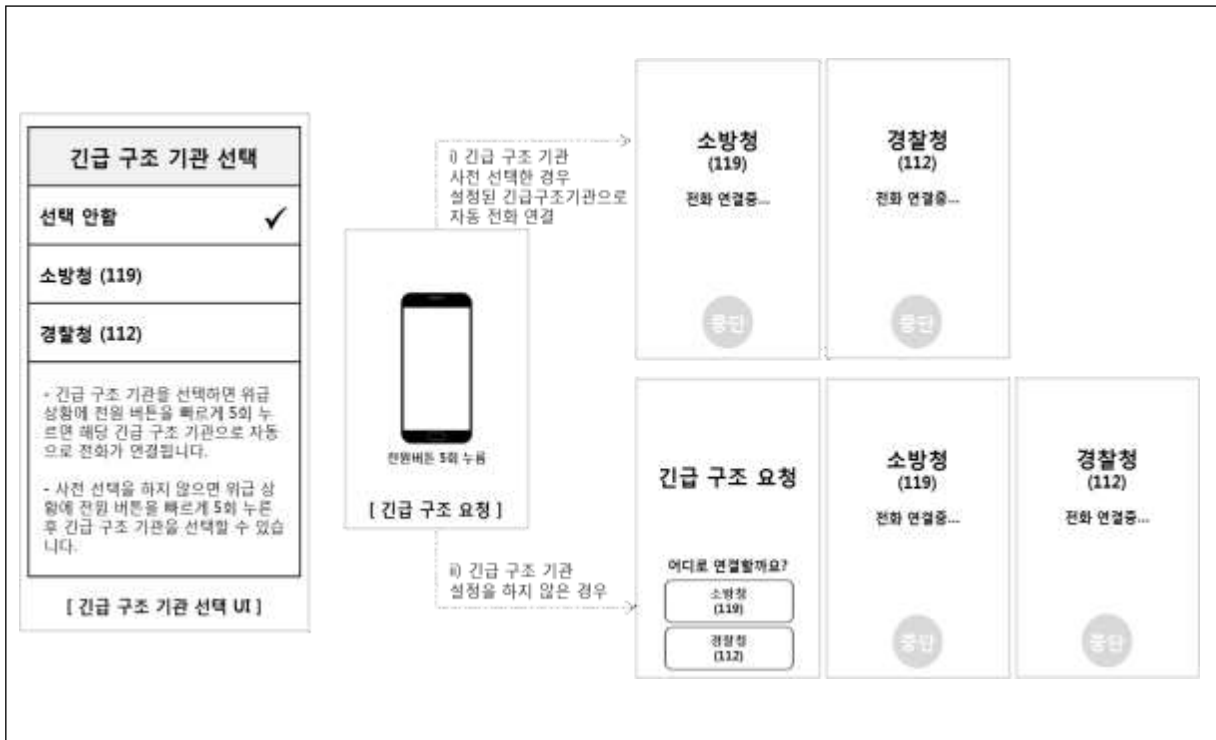 긴급 구조 기관 선택
선택 안함
소방청 (119)
경찰청 (112)
- 긴급 구조 기관을 선택하면 위급
상황에 전원 버튼을 빠르게 5회 누
르면 해당 긴급 구조 기관으로 자동
으로 전화가 연결됩니다.
- 사전 선택을 하지 않으면 위급 상
황에 전원 버튼을 빠르게 5회 누른
후 긴급 구조 기관을 선택할 수 있습
니다.
[ 긴급 구조 기관 선택 UI ]
전원버튼 5회 누름
[ 긴급 구조 요청 ]
i) 긴급 구조 기관
사전 선택한 경우
설정된 긴급구조기관으로
자동 전화 연결
소방청
(119)
전화 연결중...
중단
경찰청
(112)
전화 연결중...
중단
ii) 긴급 구조 기관
설정을 하지 않은 경우
긴급 구조 요청
어디로 연결할까요?
소방청
(119)
경찰청
(112)
소방청
(119)
전화 연결중...
중단
경찰청
(112)
전화 연결중...
중단